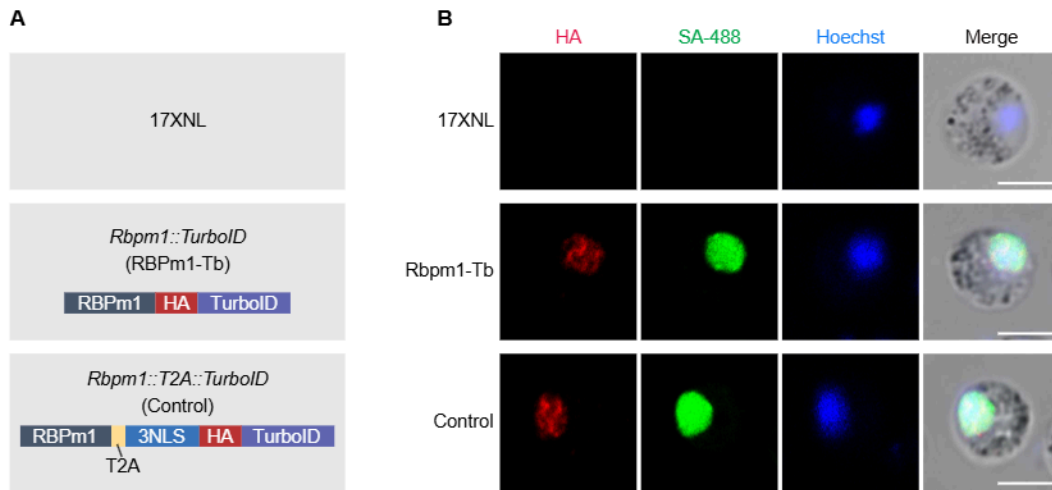 A
17XNL
Rbpm1::TurboID
(RBPm1-Tb)
RBPm1 HA TurboID
Rbpm1::T2A::TurboID
(Control)
RBPm1 3NLS HA TurboID
T2A
B
HA SA-488 Hoechst Merge
17XNL
Rbpm1-Tb
Control